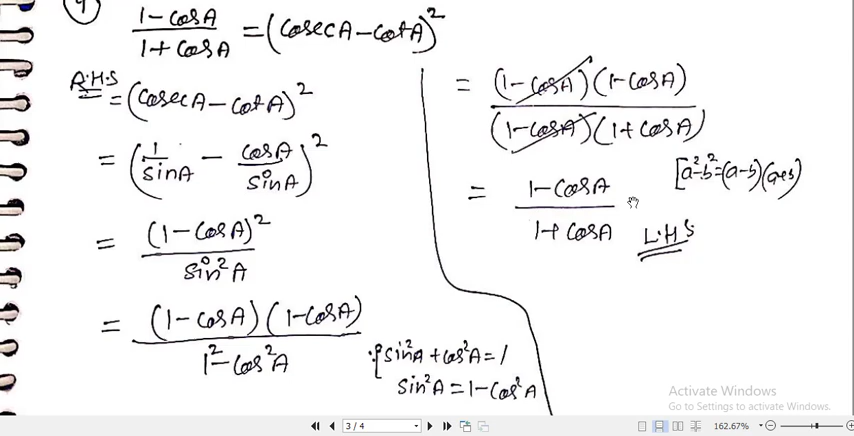 9
(1-cosA)/(1+cosA) = (cosecA-cotA)²
R.H.S
= (cosecA-cotA)²
= (1/sinA - cosA/sinA)²
= (1-cosA)²/sin²A
= (1-cosA)(1-cosA)/(1²-cos²A)
∵ {sin²A+cos²A=1
sin²A=1-cos²A
= (1-cosA)(1-cosA)/(1-cosA)(1+cosA)
[a²-b²=(a-b)(a+b)
= (1-cosA)/(1+cosA)
L.H.S
Activate Windows
Go to Settings to activate Windows.
3 / 4
162.67%